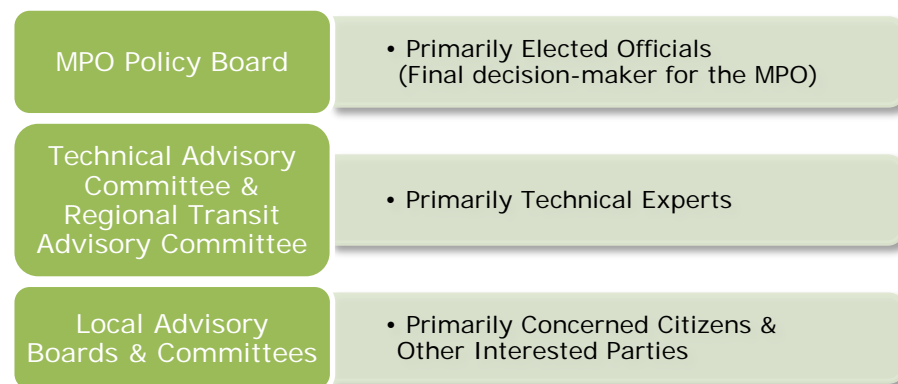 MPO Policy Board
• Primarily Elected Officials
(Final decision-maker for the MPO)
Technical Advisory
Committee &
Regional Transit
Advisory Committee
• Primarily Technical Experts
Local Advisory
Boards & Committees
• Primarily Concerned Citizens &
Other Interested Parties